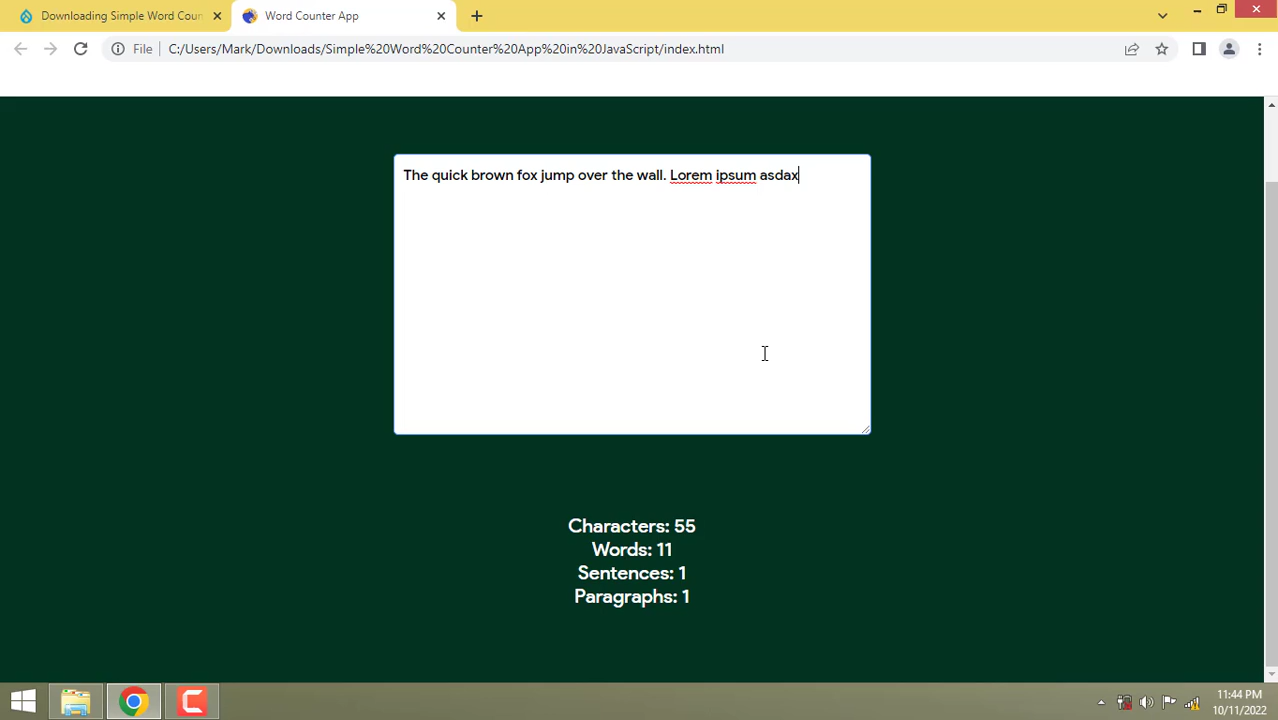 Downloading Simple Word Coun
Word Counter App
File
C:/Users/Mark/Downloads/Simple%20Word%20Counter%20App%20in%20JavaScript/index.html
The quick brown fox jump over the wall. Lorem ipsum asdax
Characters: 55
Words: 11
Sentences: 1
Paragraphs: 1
11:44 PM
10/11/2022